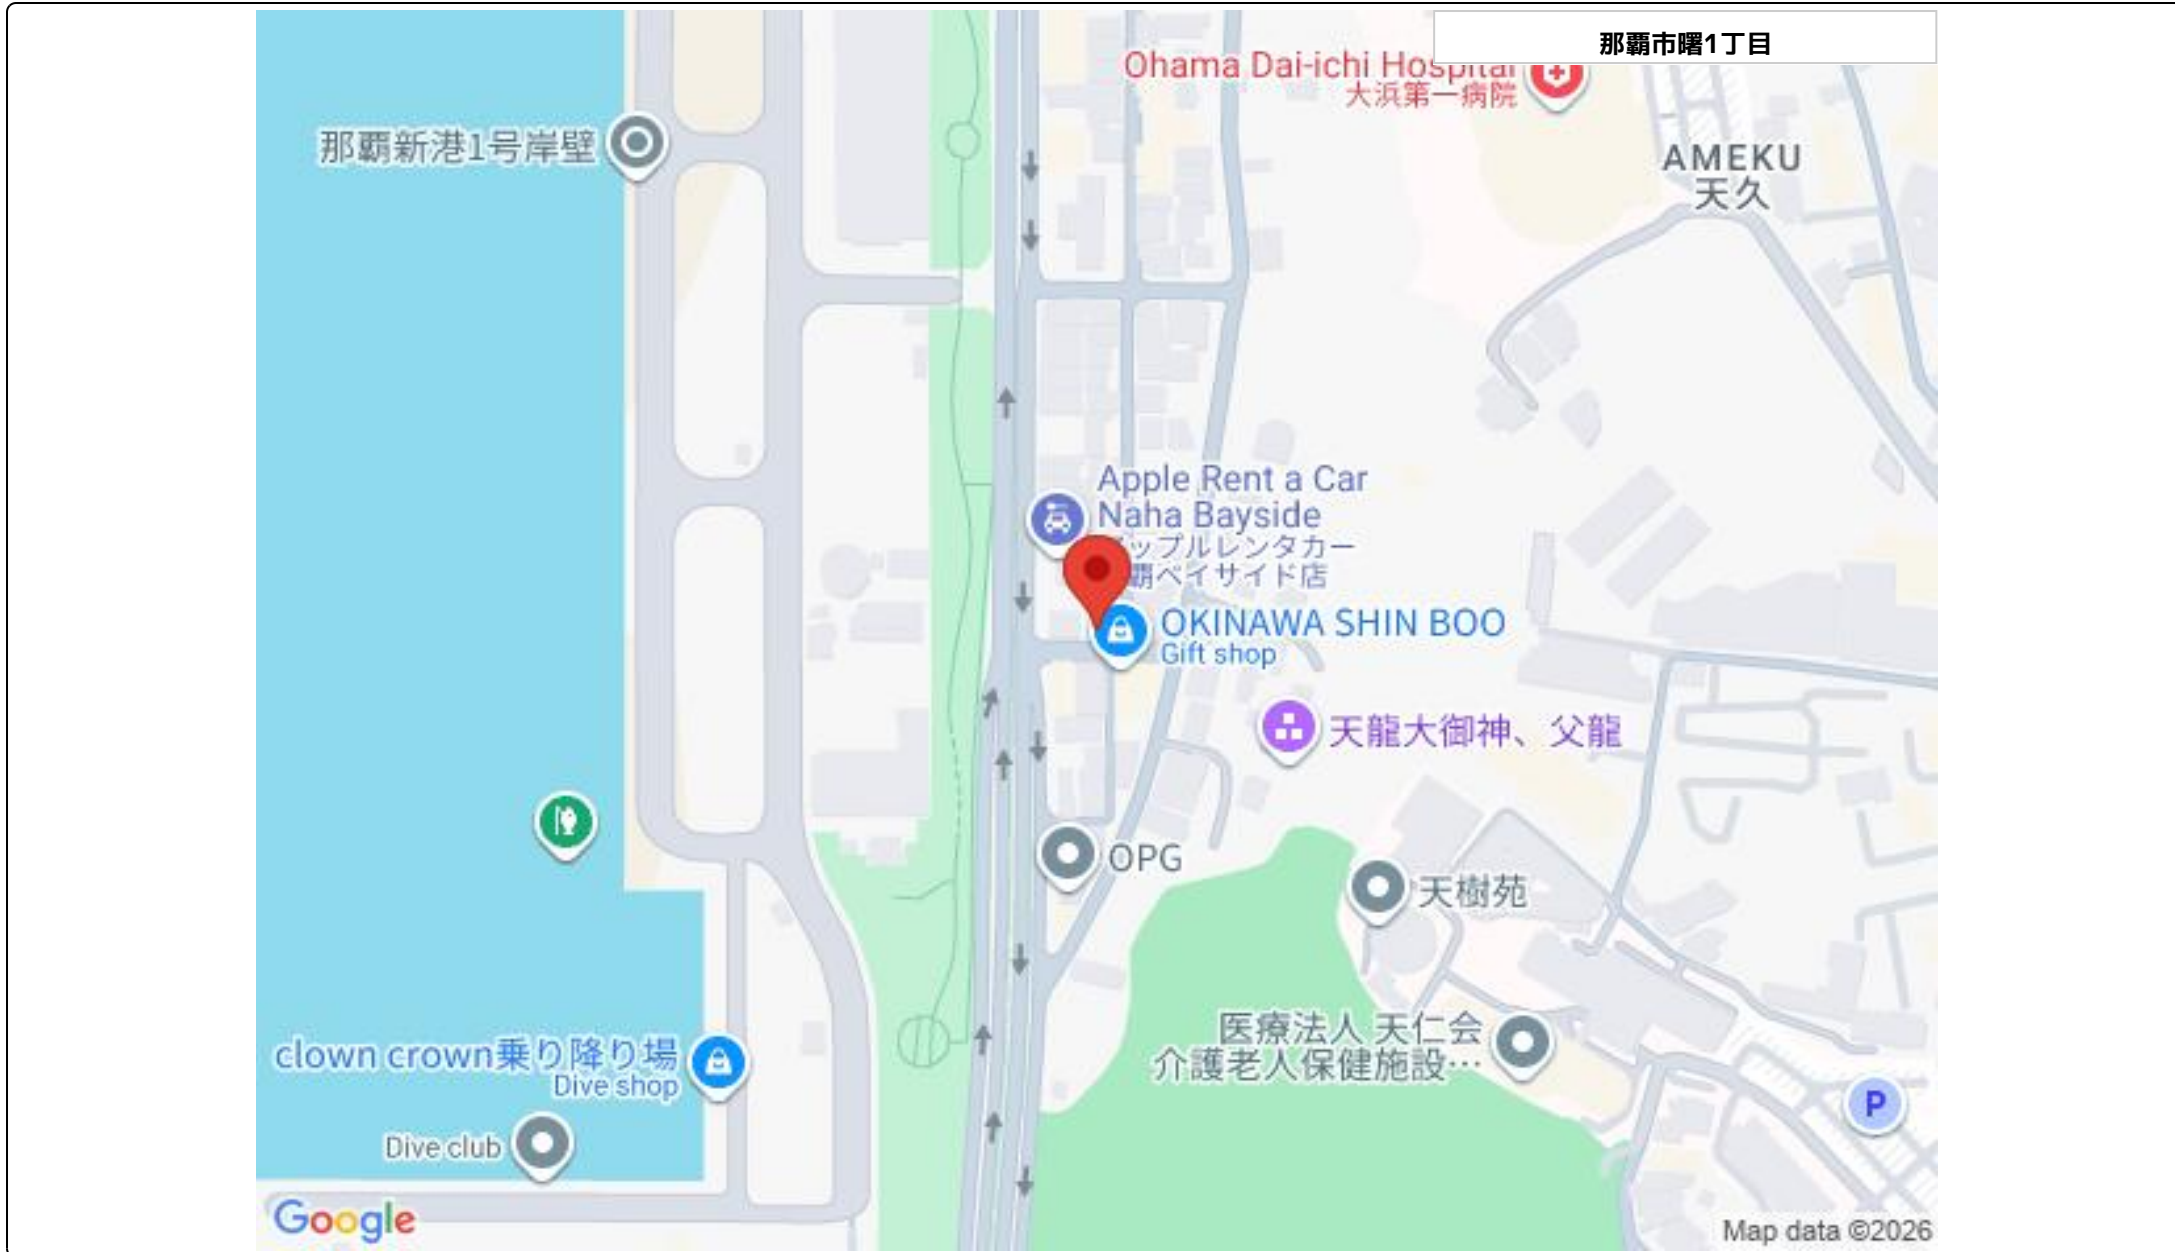 那覇市曙1丁目
Ohama Dai-ichi Hospital
大浜第一病院
那覇新港1号岸壁
AMEKU
天久
Apple Rent a Car
Naha Bayside
ップルレンタカー
覇ベイサイド店
OKINAWA SHIN BOO
Gift shop
天龍大御神、父龍
OPG
天樹苑
医療法人 天仁会
介護老人保健施設…
clown crown乗り降り場
Dive shop
P
Dive club
Google
Map data ©2026